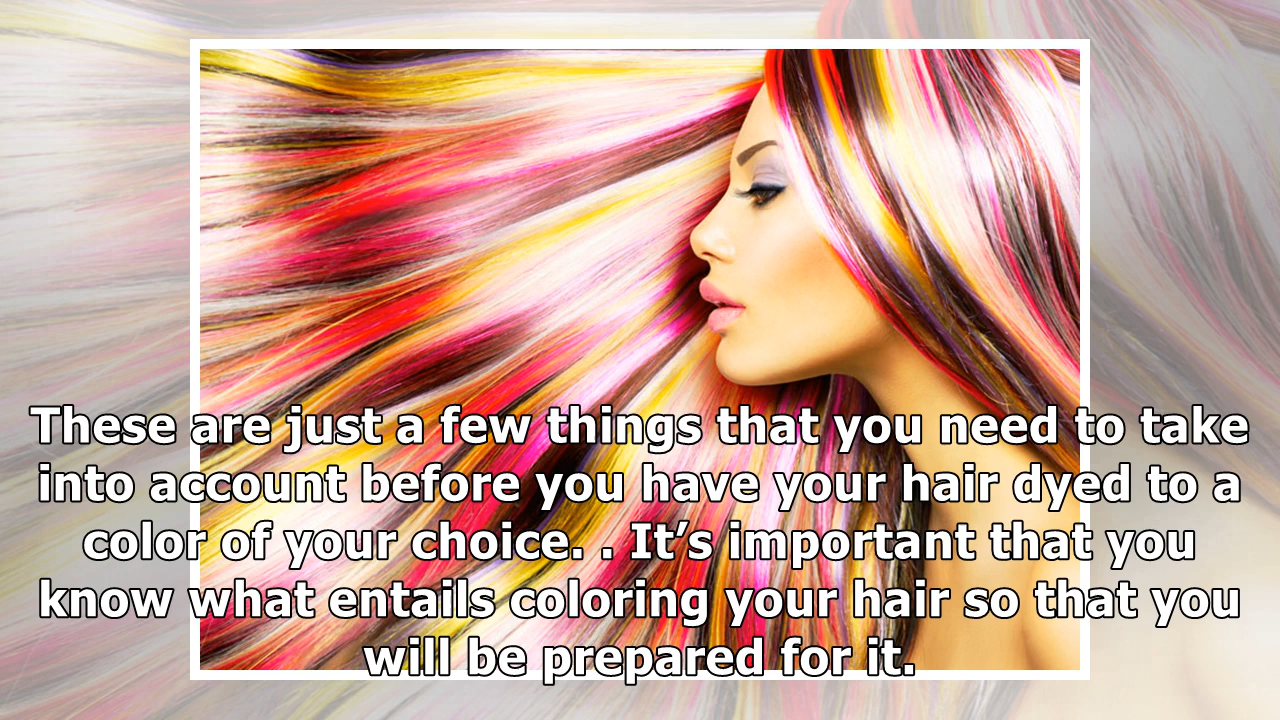 These are just a few things that you need to take
into account before you have your hair dyed to a
color of your choice. . It’s important that you
know what entails coloring your hair so that you
will be prepared for it.